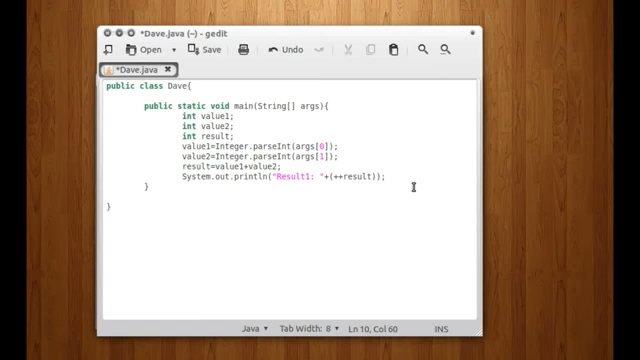 *Dave.java (~) - gedit
Open Save Undo
*Dave.java
public class Dave{
public static void main(String[] args){
int value1;
int value2;
int result;
value1=Integer.parseInt(args[0]);
value2=Integer.parseInt(args[1]);
result=value1+value2;
System.out.println("Result1: "+(++result));
}
}
Java Tab Width: 8 Ln 10, Col 60 INS